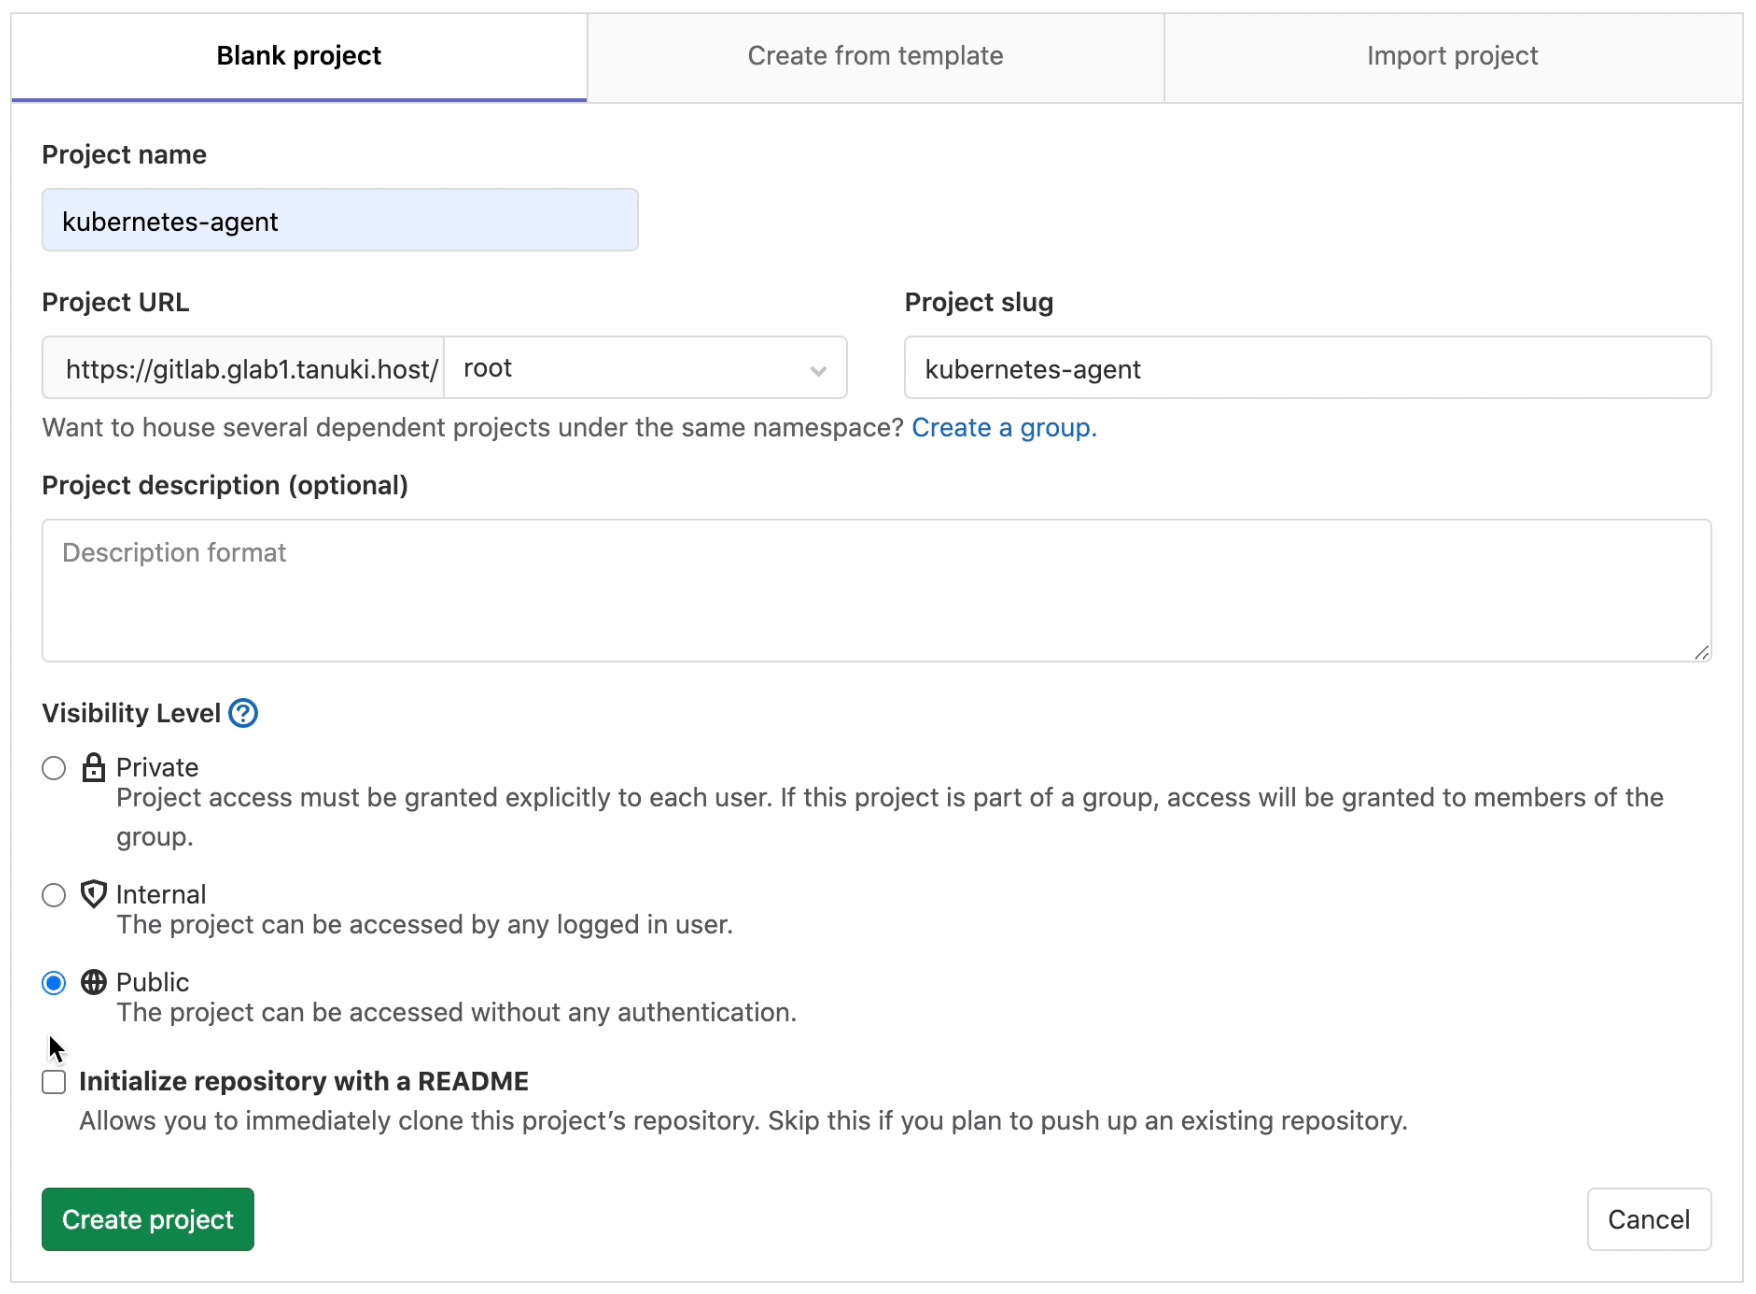 Blank project
Create from template
Import project
Project name
kubernetes-agent
Project URL
Project slug
https://gitlab.glab1.tanuki.host/
root
kubernetes-agent
Want to house several dependent projects under the same namespace? Create a group.
Project description (optional)
Description format
Visibility Level ?
Private
Project access must be granted explicitly to each user. If this project is part of a group, access will be granted to members of the
group.
Internal
The project can be accessed by any logged in user.
Public
The project can be accessed without any authentication.
Initialize repository with a README
Allows you to immediately clone this project’s repository. Skip this if you plan to push up an existing repository.
Create project
Cancel